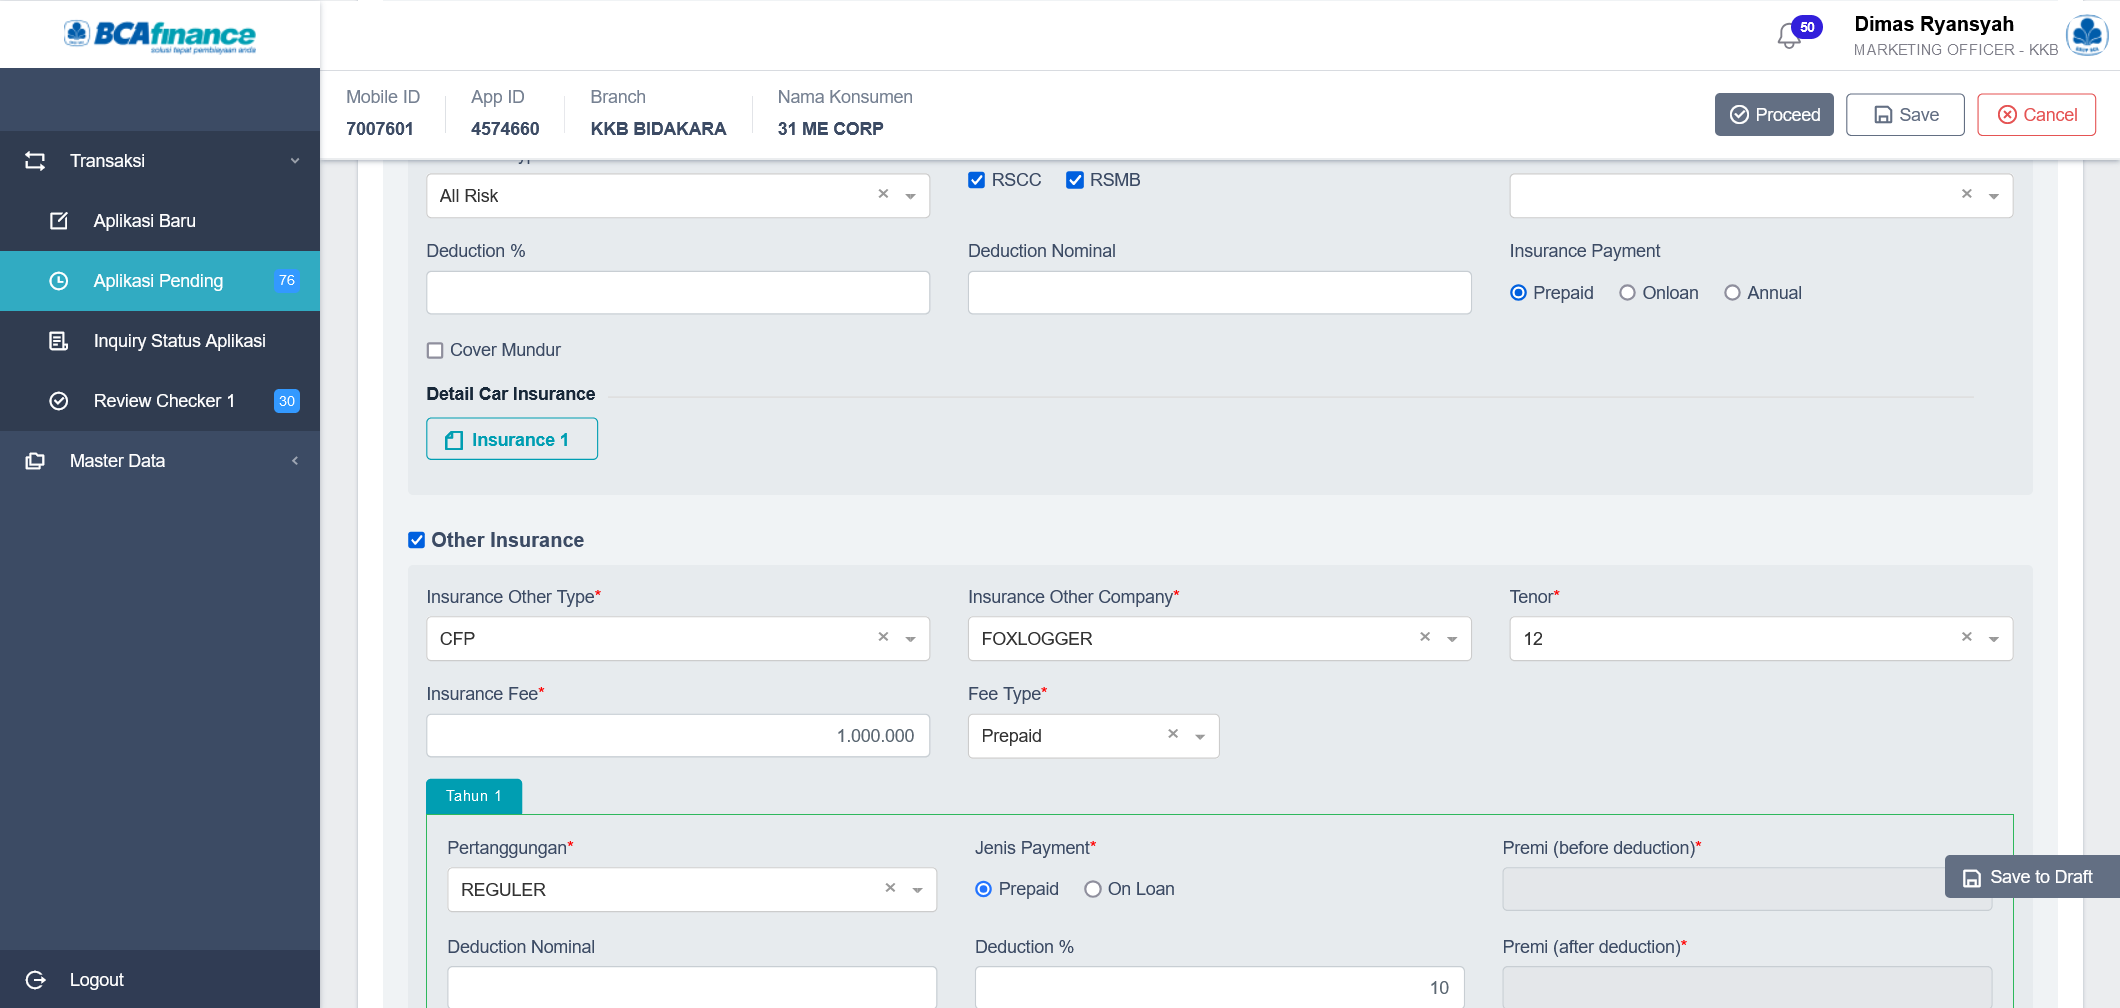 BCAfinance
solusi tepat pembiayaan anda
50
Dimas Ryansyah
MARKETING OFFICER - KKB
Mobile ID
7007601
App ID
4574660
Branch
KKB BIDAKARA
Nama Konsumen
31 ME CORP
Proceed
Save
Cancel
Transaksi
Aplikasi Baru
Aplikasi Pending
76
Inquiry Status Aplikasi
Review Checker 1
30
Master Data
Logout
All Risk
RSCC
RSMB
Deduction %
Deduction Nominal
Insurance Payment
Prepaid
Onloan
Annual
Cover Mundur
Detail Car Insurance
Insurance 1
Other Insurance
Insurance Other Type*
Insurance Other Company*
Tenor*
CFP
FOXLOGGER
12
Insurance Fee*
Fee Type*
1.000.000
Prepaid
Tahun 1
Pertanggungan*
Jenis Payment*
Premi (before deduction)*
REGULER
Prepaid
On Loan
Save to Draft
Deduction Nominal
Deduction %
Premi (after deduction)*
10